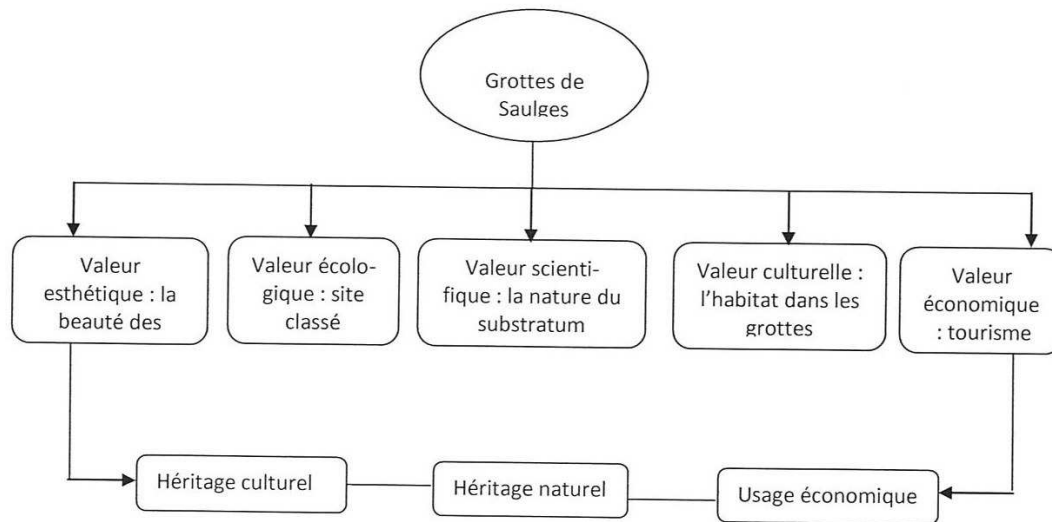 Grottes de
Saulges
Valeur
esthétique : la
beauté des
Valeur écolo-
gique : site
classé
Valeur scienti-
fique : la nature du
substratum
Valeur culturelle :
l'habitat dans les
grottes
Valeur
économique
: tourisme
Héritage culturel
Héritage naturel
Usage économique